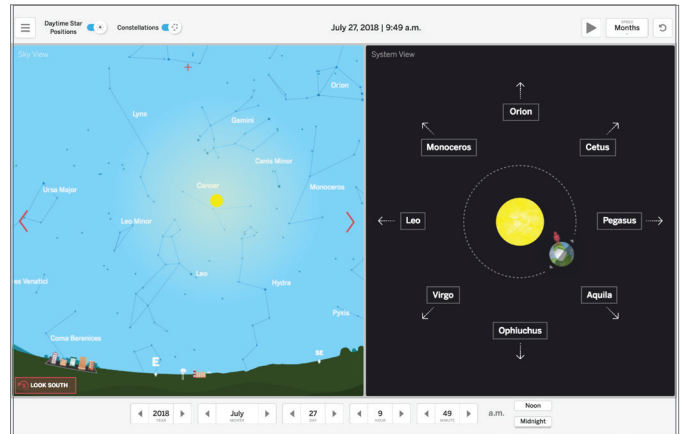 Daytime Star
Positions
Constellations
July 27, 2018 | 9:49 a.m.
SPEED
Months
Sky View
Orion
Lynx
Gemini
Canis Minor
Ursa Major
Cancer
Monoceros
Leo Minor
Leo
es Venatici
Hydra
Pyxis
Coma Berenices
E
SE
LOOK SOUTH
System View
Orion
Monoceros
Cetus
Leo
Pegasus
Virgo
Aquila
Ophiuchus
2018
YEAR
July
MONTH
27
DAY
9
HOUR
49
MINUTE
a.m.
Noon
Midnight